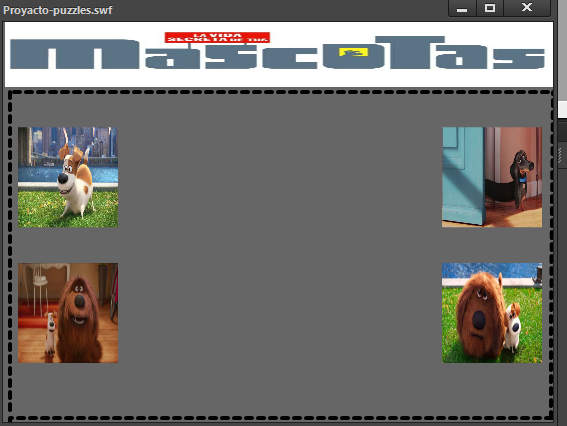 Proyacto-puzzles.swf
LA VIDA
SECRETA DE TUS
mascoTas